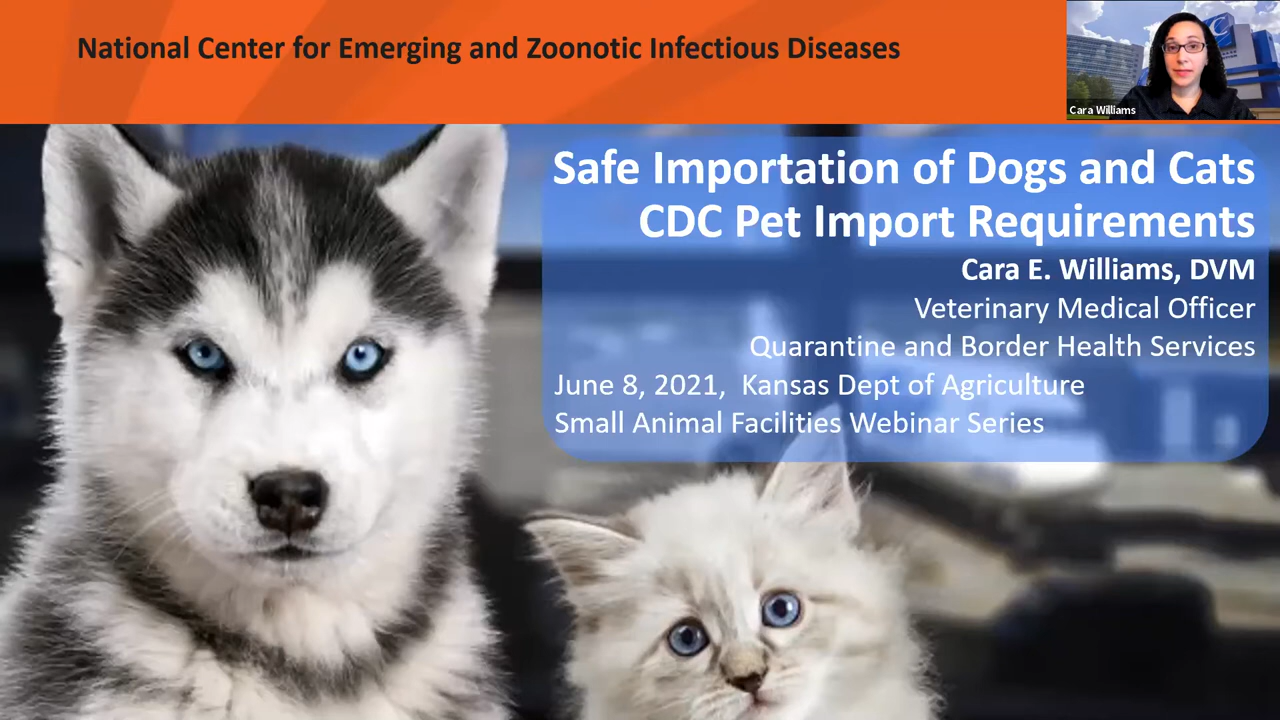 National Center for Emerging and Zoonotic Infectious Diseases
Cara Williams
Safe Importation of Dogs and Cats
CDC Pet Import Requirements
Cara E. Williams, DVM
Veterinary Medical Officer
Quarantine and Border Health Services
June 8, 2021, Kansas Dept of Agriculture
Small Animal Facilities Webinar Series